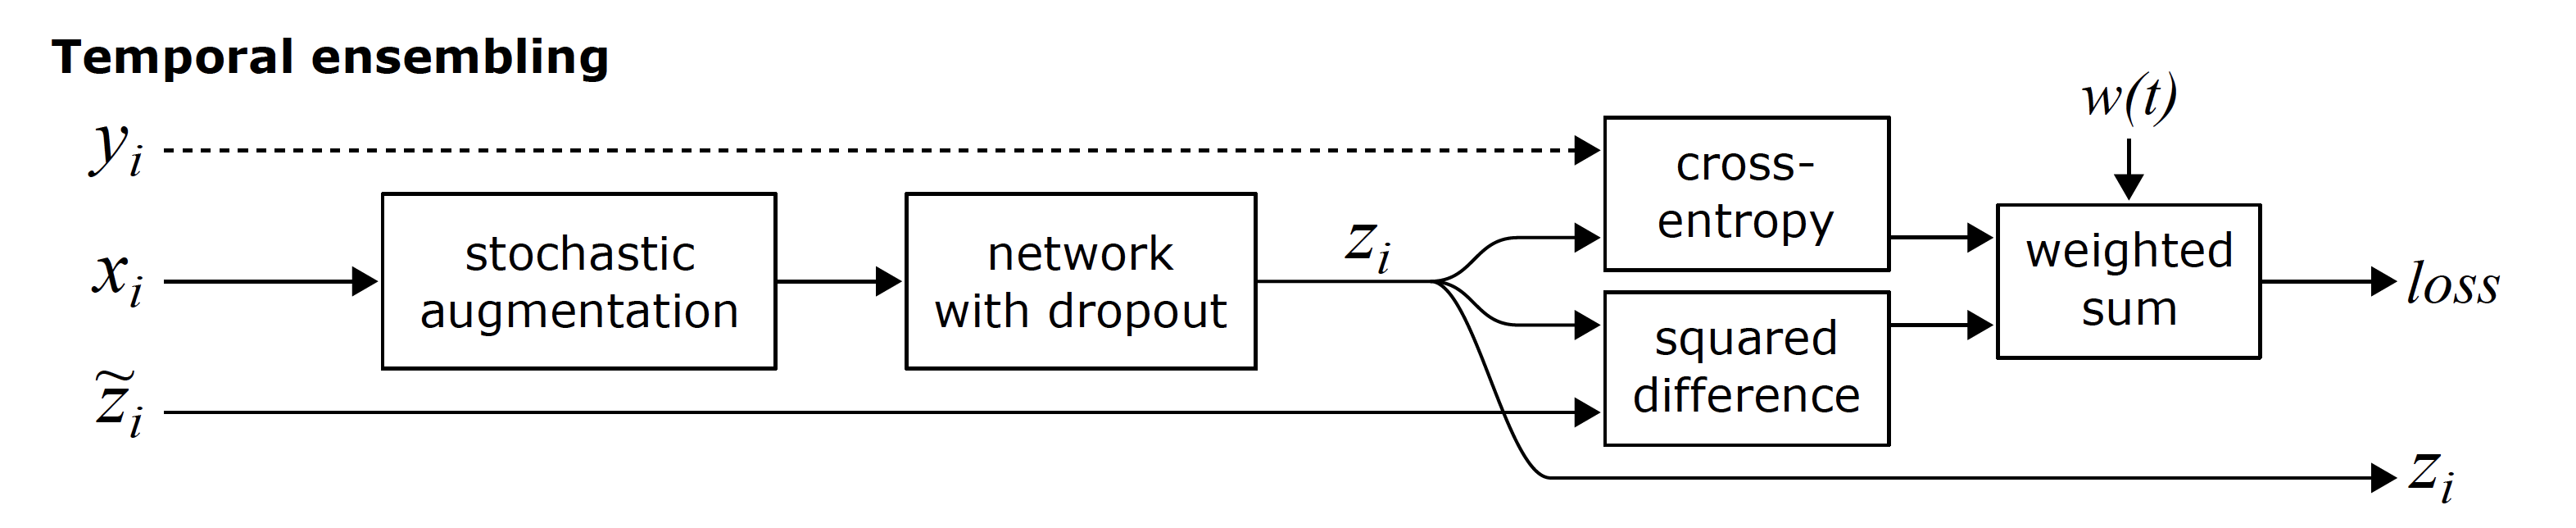 Temporal ensembling
y_i
x_i
z̃_i
stochastic
augmentation
network
with dropout
z_i
cross-
entropy
squared
difference
w(t)
weighted
sum
loss
z_i